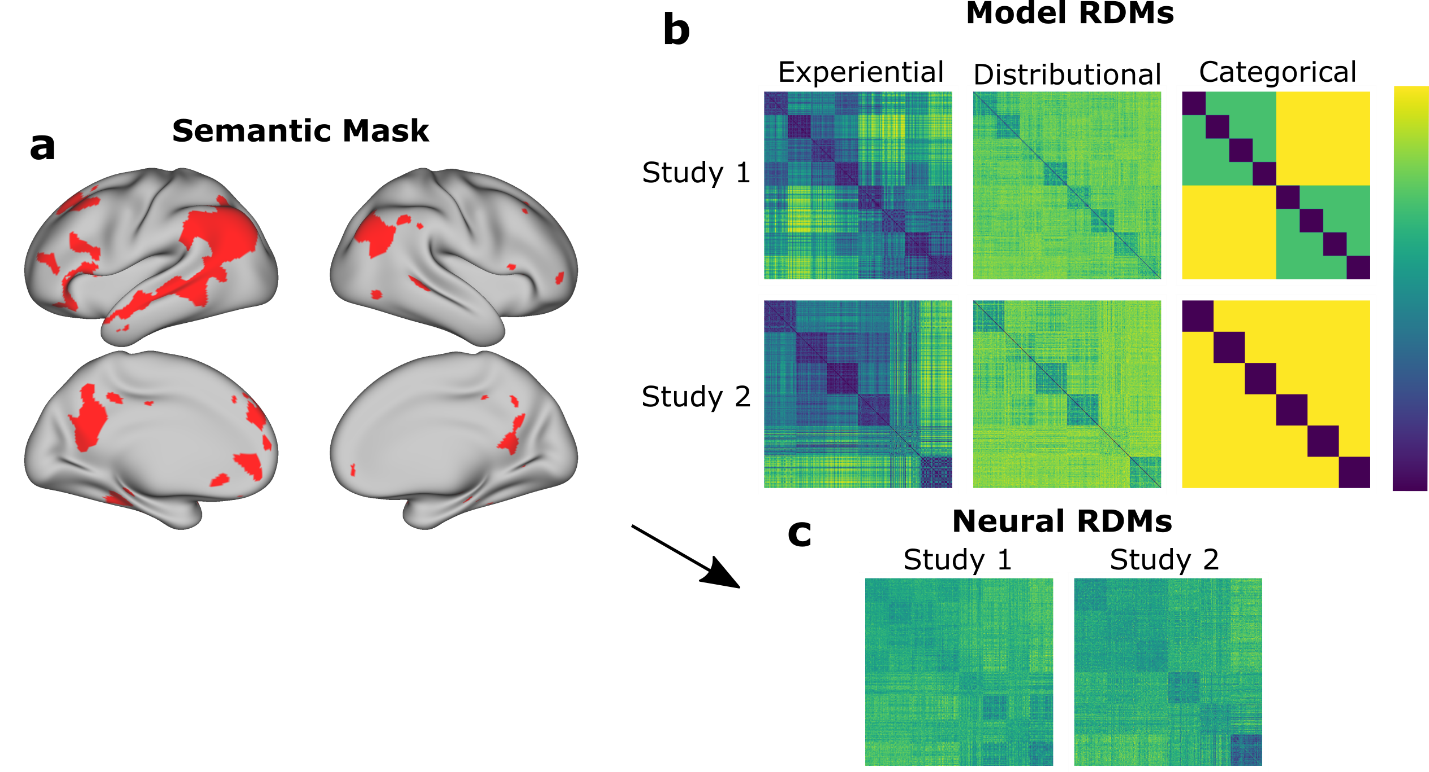 a
Semantic Mask
b
Model RDMs
Experiential
Distributional
Categorical
Study 1
Study 2
c
Neural RDMs
Study 1
Study 2